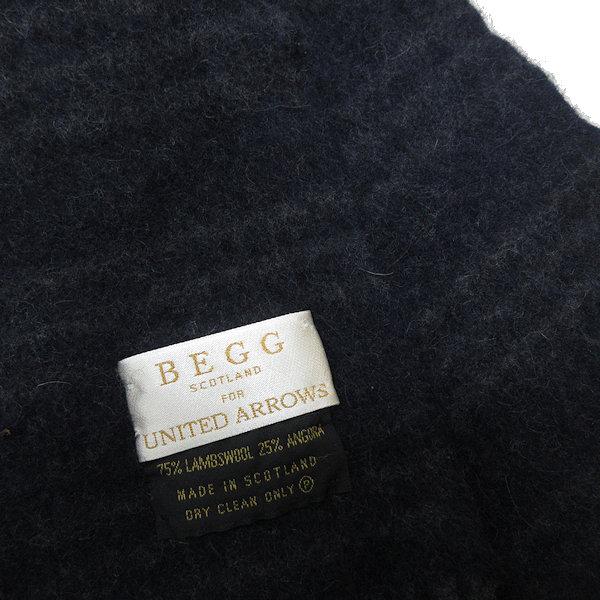 BEGG
SCOTLAND
FOR
UNITED ARROWS
75% LAMBSWOOL 25% ANGORA
MADE IN SCOTLAND
DRY CLEAN ONLY Ⓟ